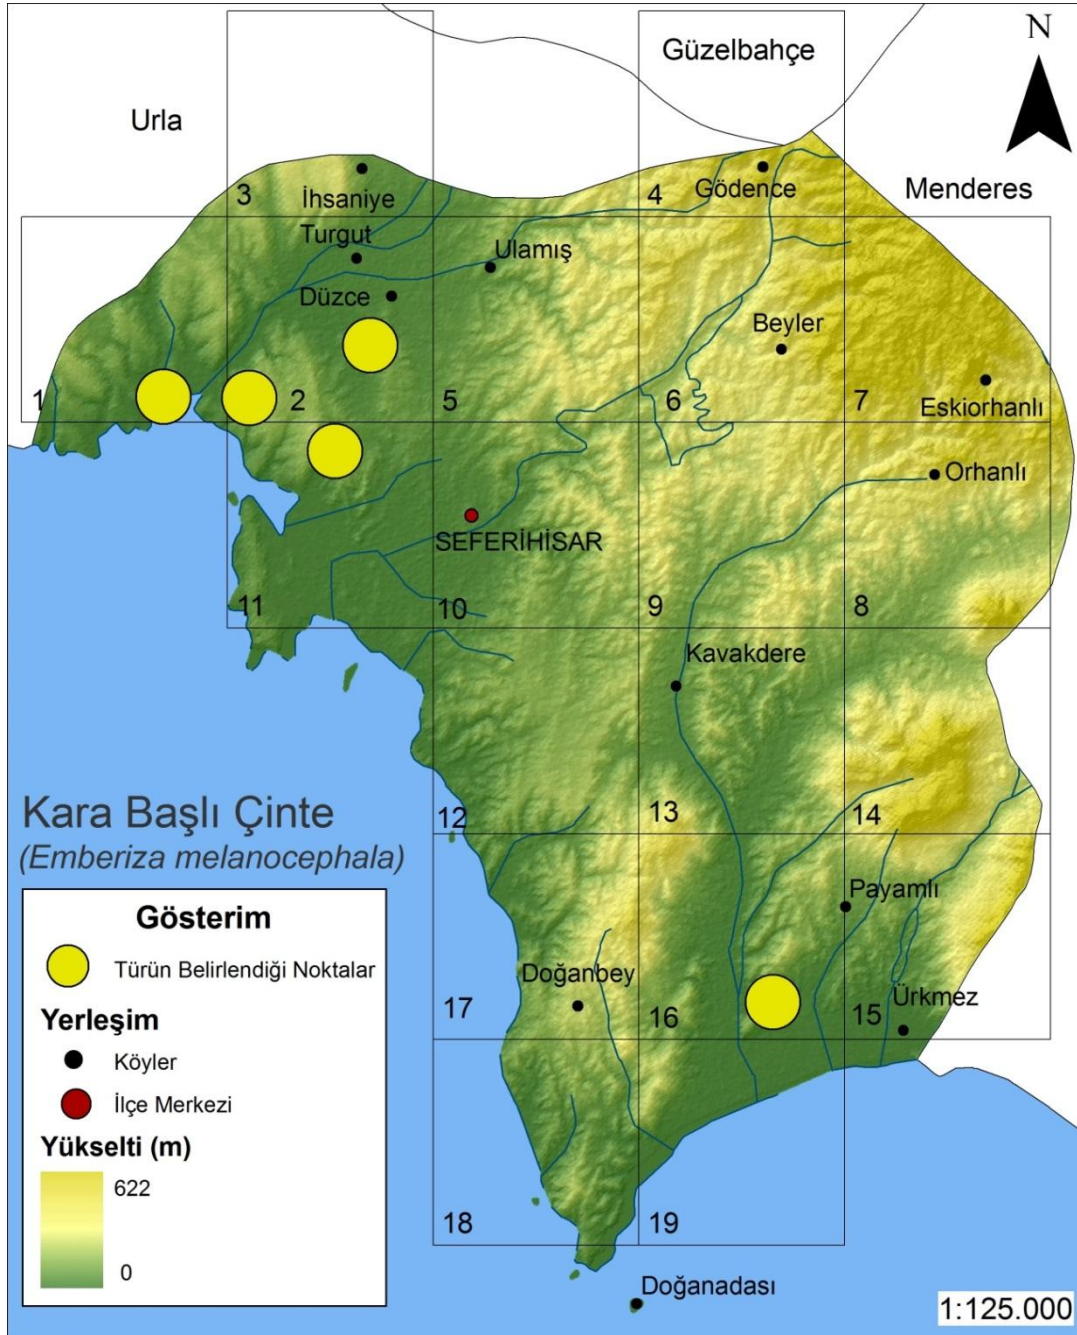 N
Güzelbahçe
Urla
Menderes
3
4
Gödence
İhsaniye
Turgut
Ulamış
Düzce
Beyler
1
2
5
6
7
Eskiorhanlı
Orhanlı
SEFERİHİSAR
11
10
9
8
Kavakdere
12
13
14
Kara Başlı Çinte
(Emberiza melanocephala)
Payamlı
Doğanbey
Ürkmez
17
16
15
18
19
Doğanadası
Gösterim
Türün Belirlendiği Noktalar
Yerleşim
Köyler
İlçe Merkezi
Yükselti (m)
622
0
1:125.000